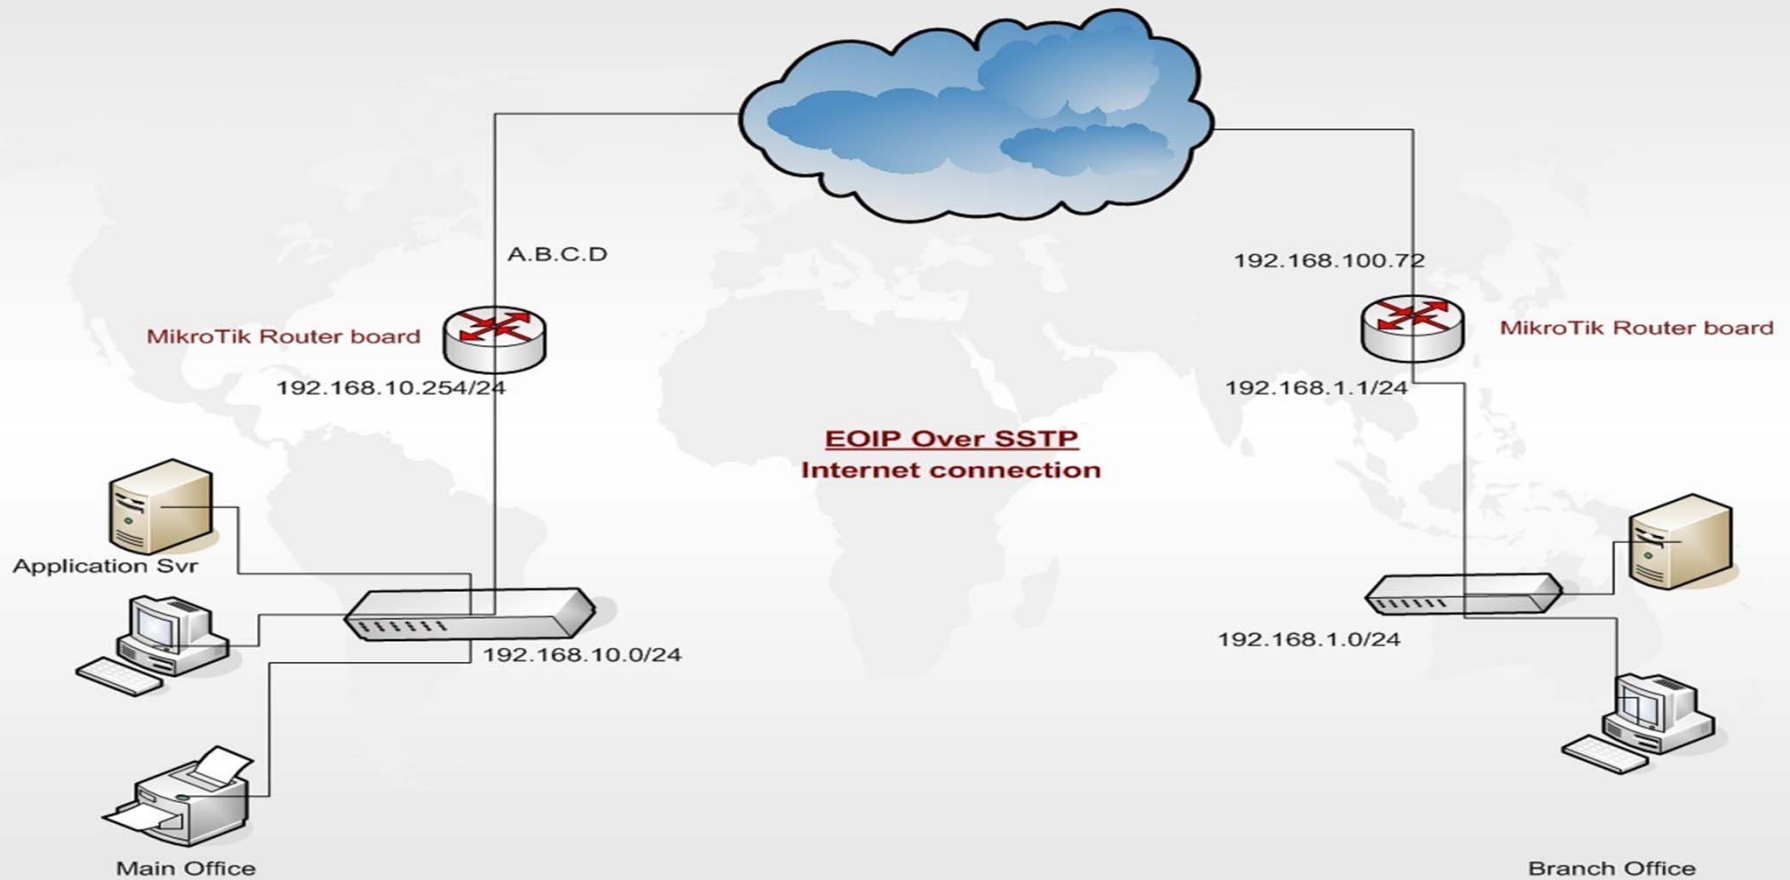 A.B.C.D
192.168.100.72
MikroTik Router board
MikroTik Router board
192.168.10.254/24
192.168.1.1/24
EOIP Over SSTP
Internet connection
Application Svr
192.168.10.0/24
192.168.1.0/24
Main Office
Branch Office